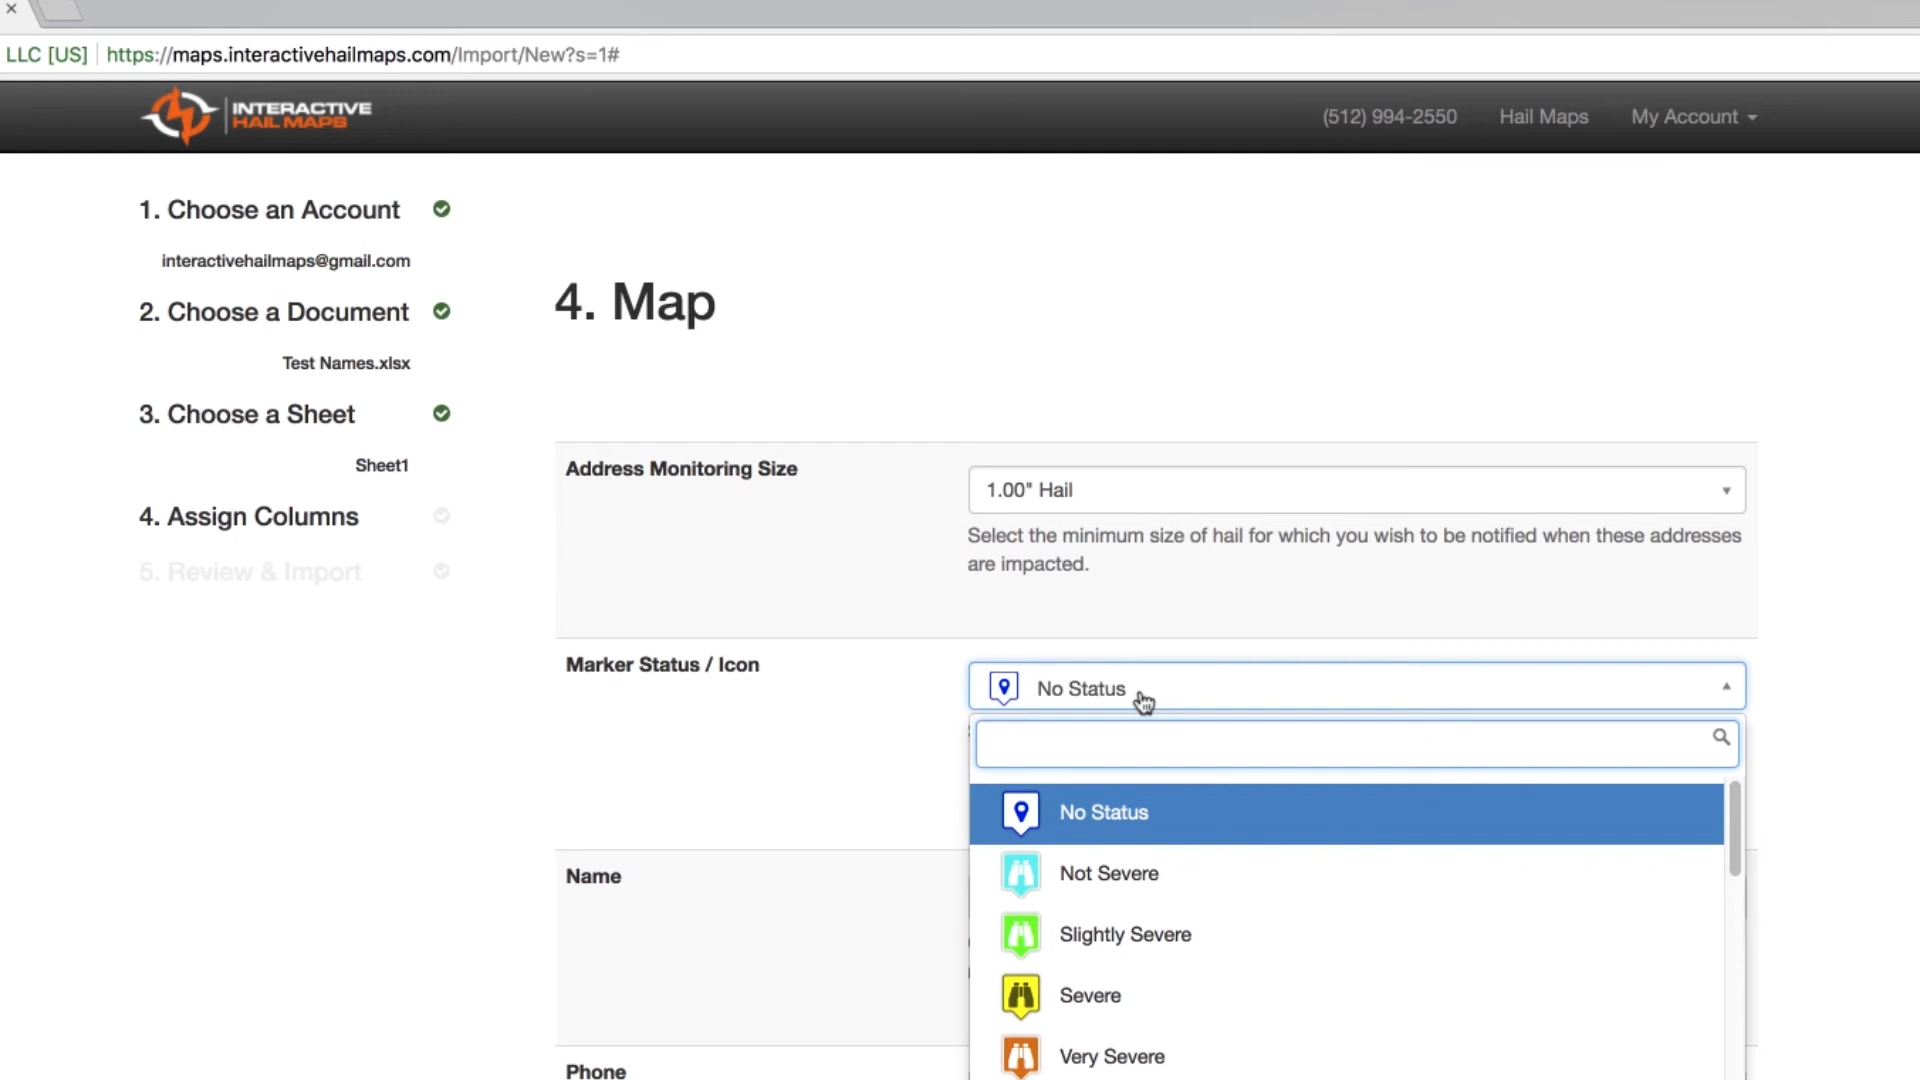 LLC [US] https://maps.interactivehailmaps.com/Import/New?s=1#
INTERACTIVE
HAIL MAPS
(512) 994-2550 Hail Maps My Account
1. Choose an Account
interactivehailmaps@gmail.com
2. Choose a Document
Test Names.xlsx
3. Choose a Sheet
Sheet1
4. Assign Columns
5. Review & Import
4. Map
Address Monitoring Size
1.00" Hail
Select the minimum size of hail for which you wish to be notified when these addresses
are impacted.
Marker Status / Icon
No Status
No Status
Not Severe
Slightly Severe
Severe
Very Severe
Name
Phone